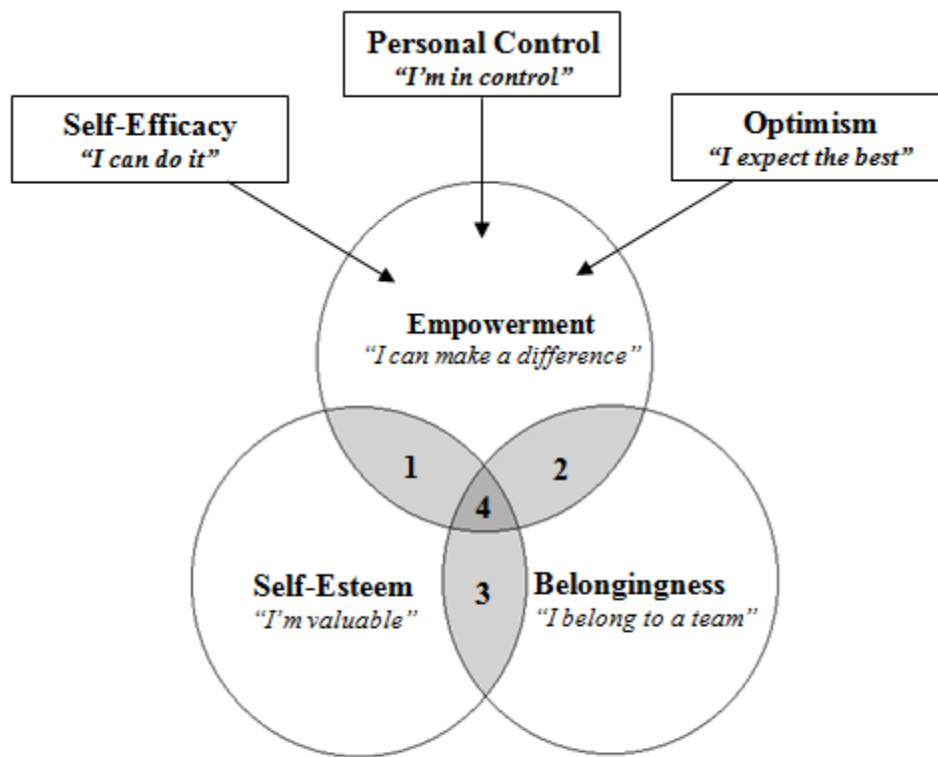 Personal Control
“I’m in control”
Self-Efficacy
“I can do it”
Optimism
“I expect the best”
Empowerment
“I can make a difference”
1
2
4
Self-Esteem
“I’m valuable”
3
Belongingness
“I belong to a team”